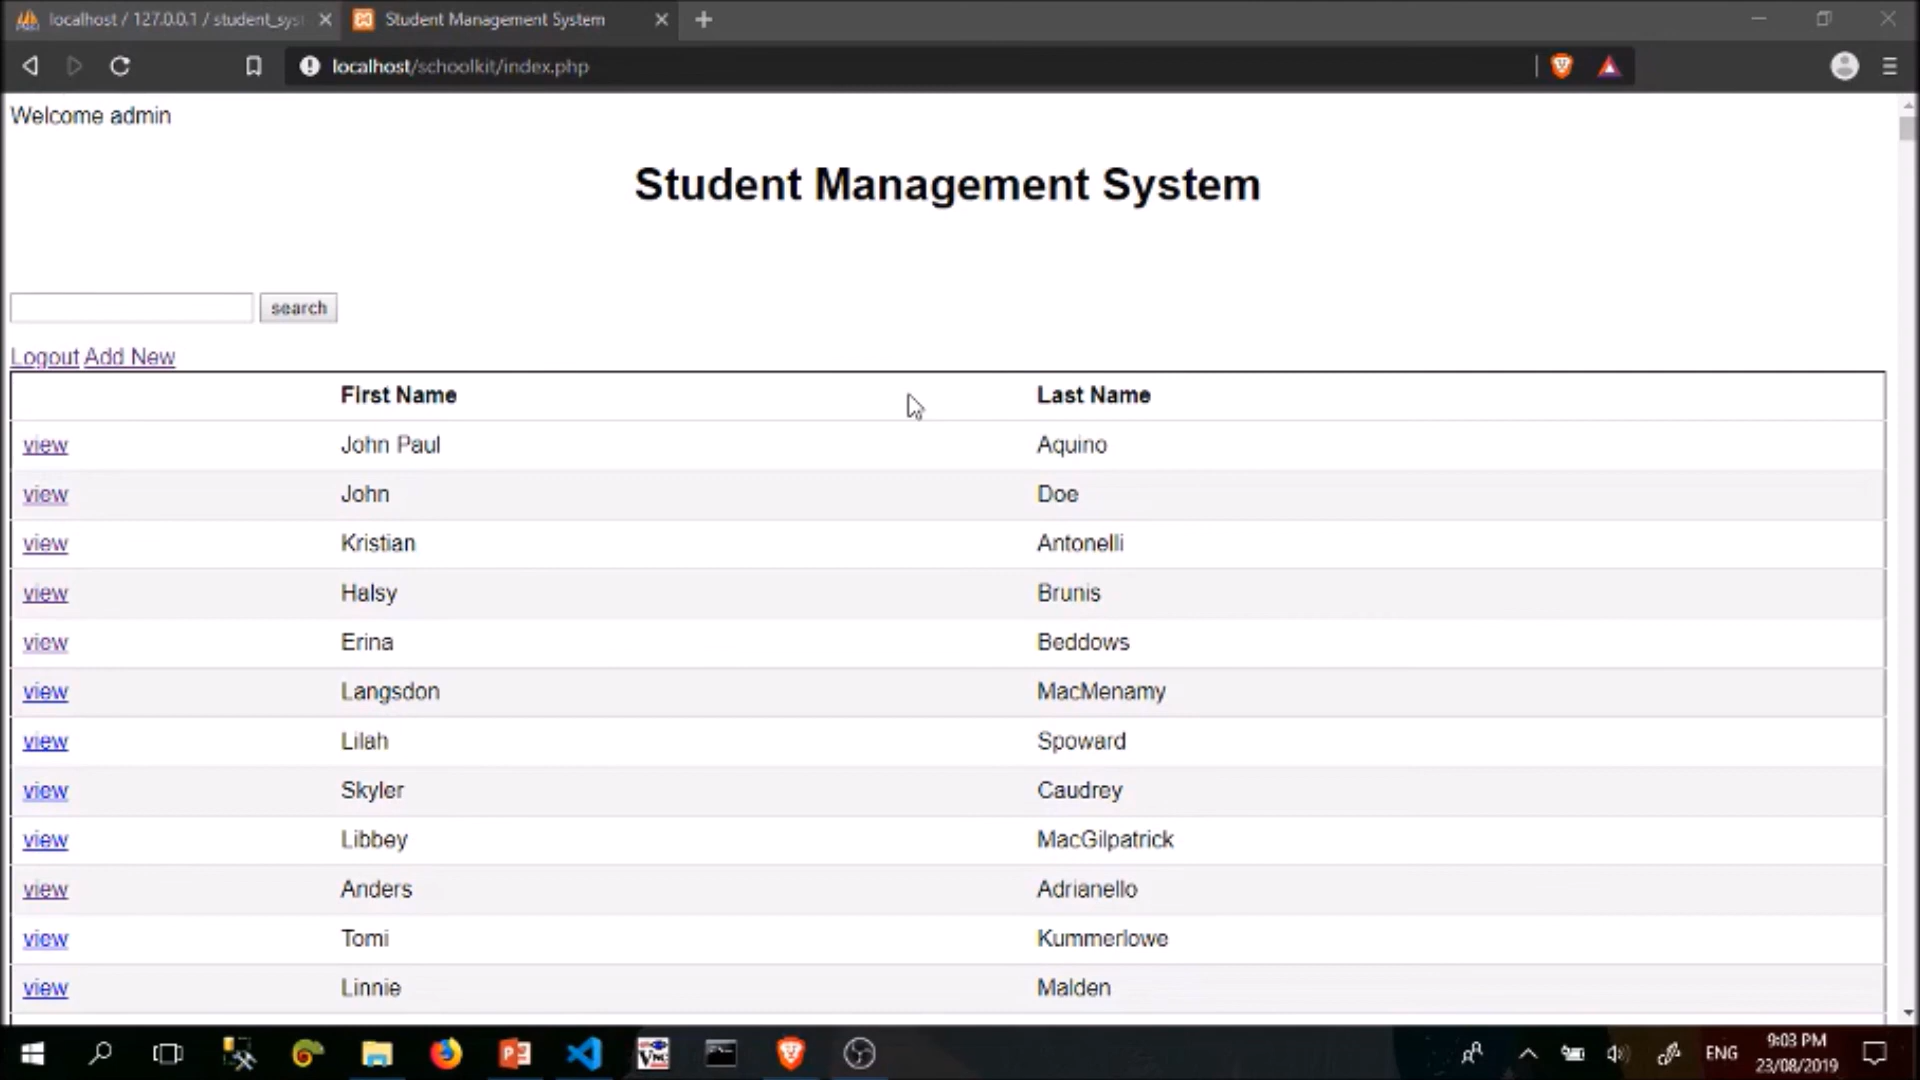 localhost / 127.0.0.1 / student_syst
Student Management System
localhost/schoolkit/index.php
Welcome admin
Student Management System
search
Logout Add New
First Name Last Name
view John Paul Aquino
view John Doe
view Kristian Antonelli
view Halsy Brunis
view Erina Beddows
view Langsdon MacMenamy
view Lilah Spoward
view Skyler Caudrey
view Libbey MacGilpatrick
view Anders Adrianello
view Tomi Kummerlowe
view Linnie Malden
ENG
9:03 PM
23/08/2019